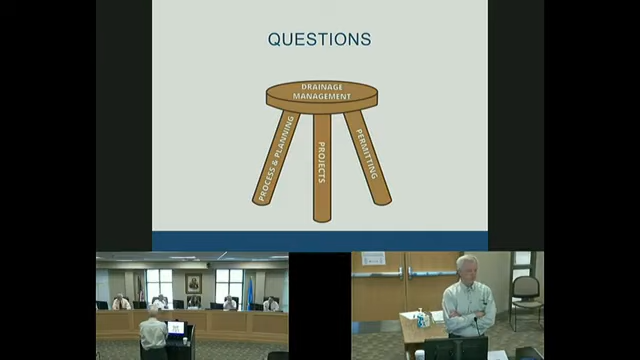 QUESTIONS
DRAINAGE
MANAGEMENT
PROCESS & PLANNING
PROJECTS
PERMITTING